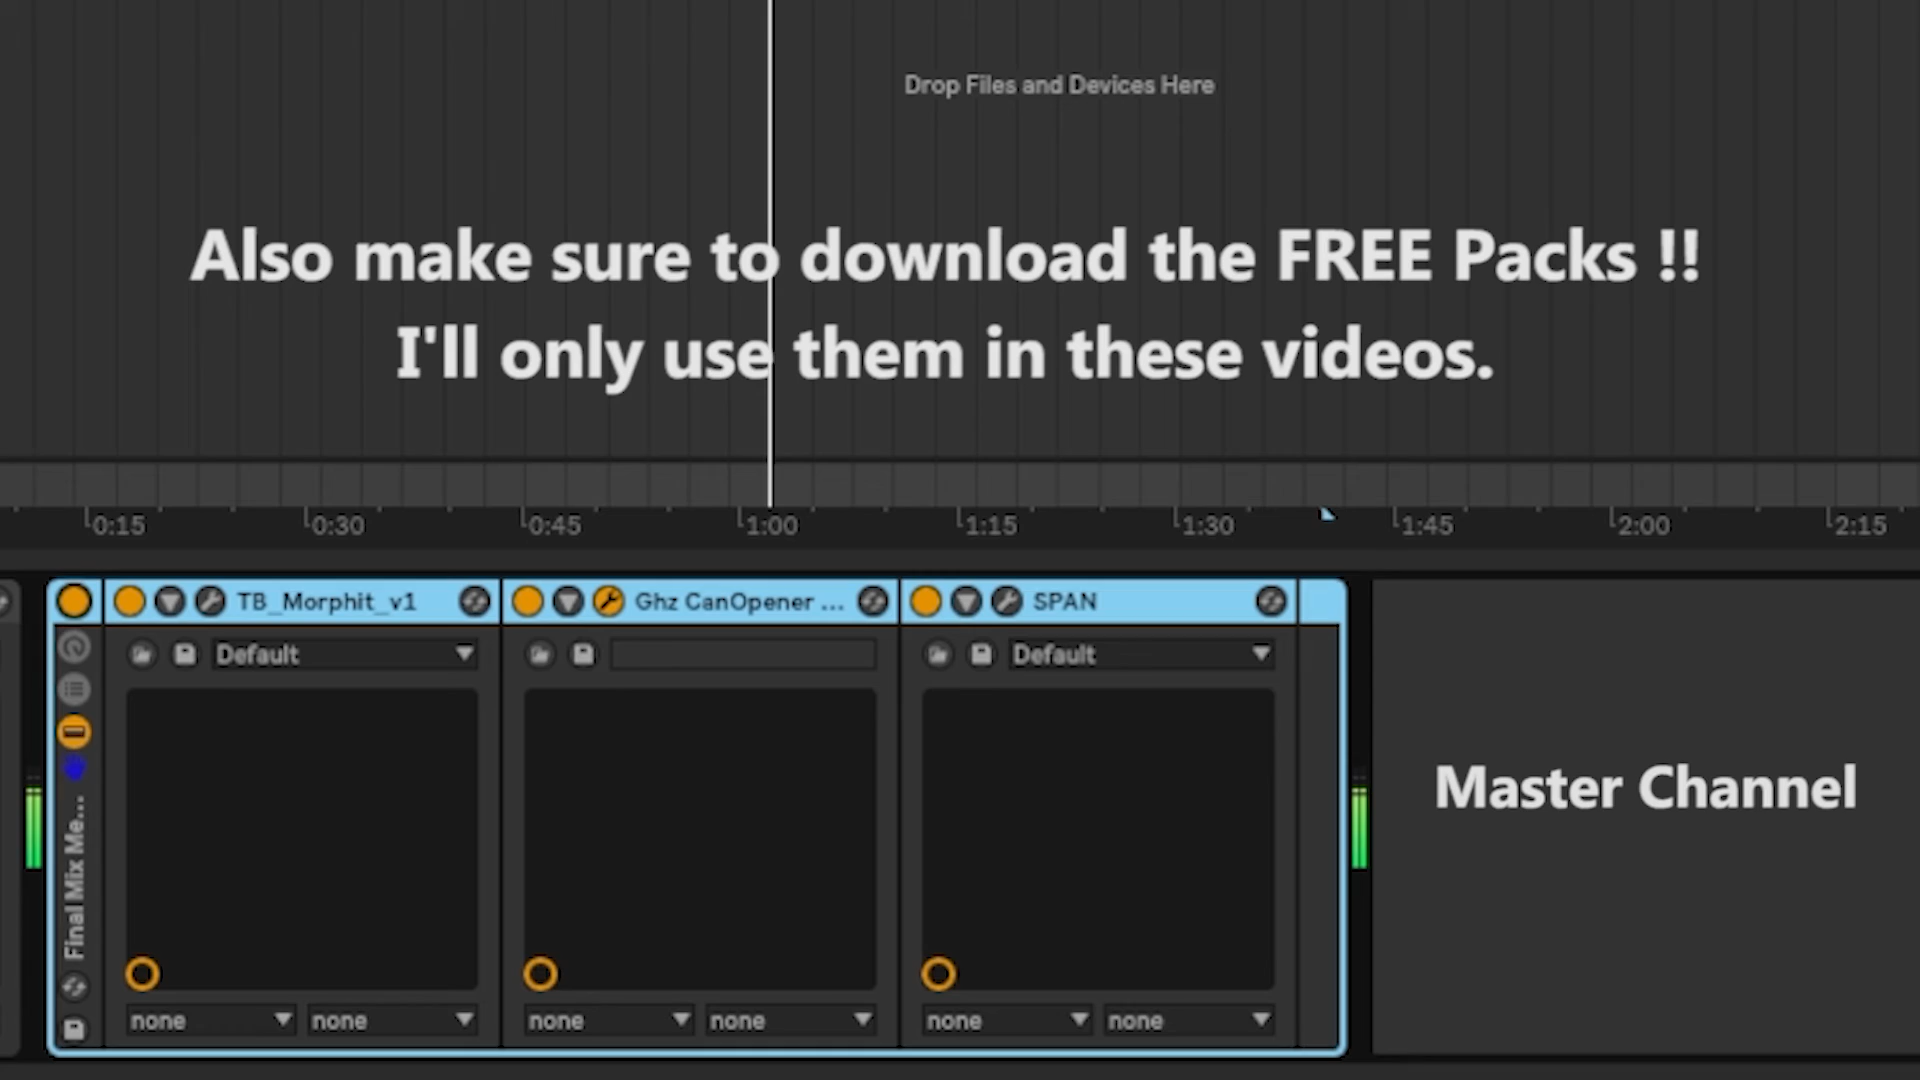 Drop Files and Devices Here
Also make sure to download the FREE Packs !!
I'll only use them in these videos.
0:15 0:30 0:45 1:00 1:15 1:30 1:45 2:00 2:15
TB_Morphit_v1 Ghz CanOpener ... SPAN
Default Default
Final Mix Me...
Master Channel
none none none none none none